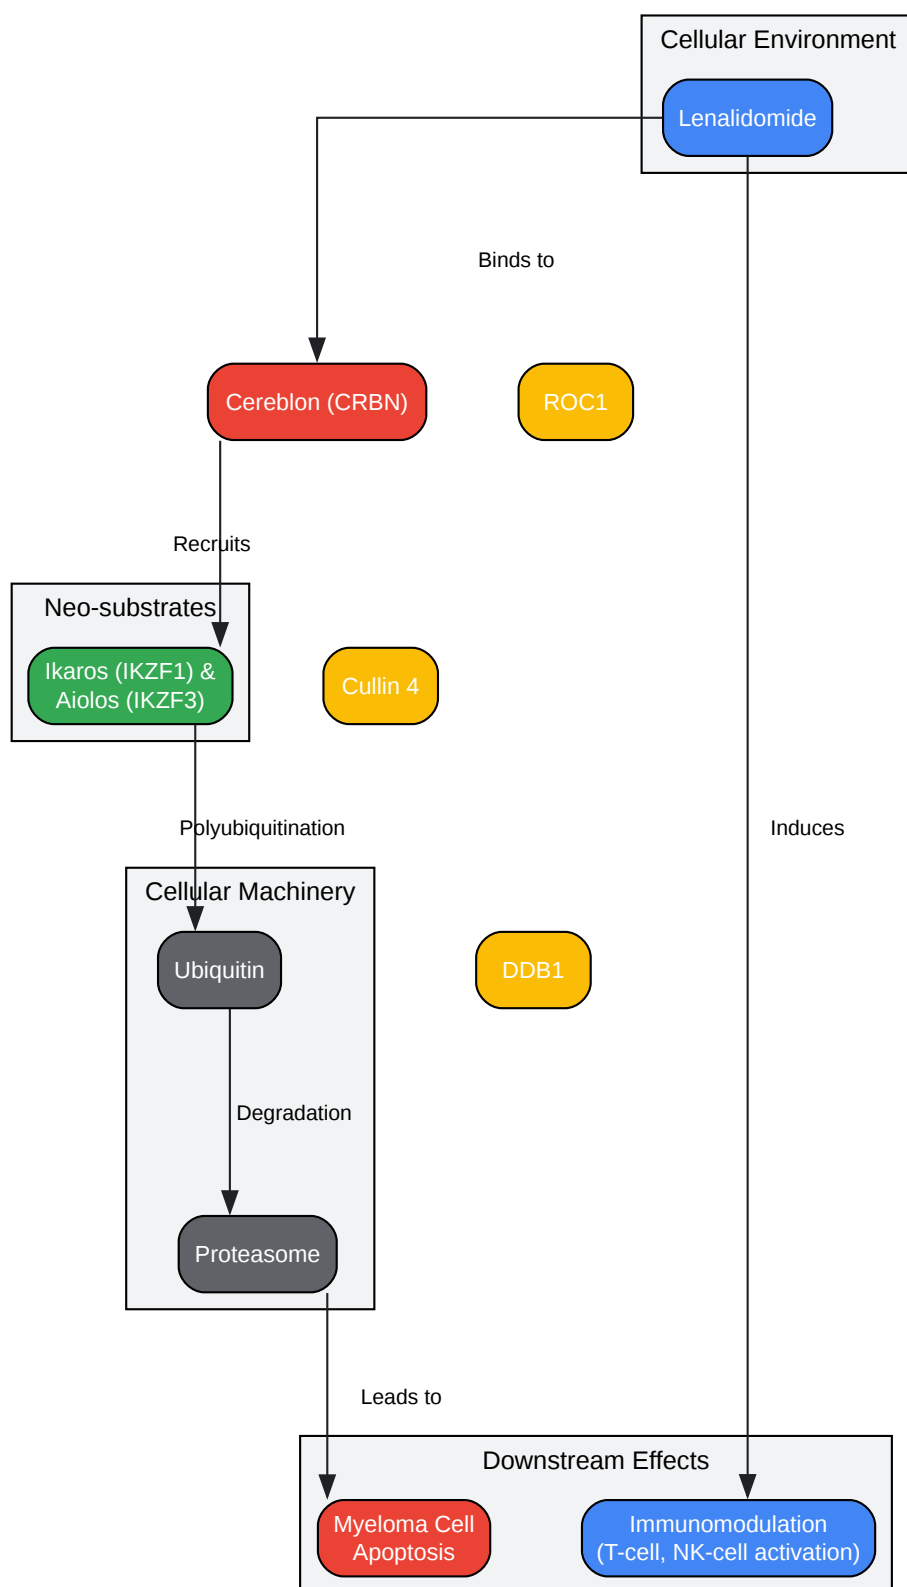 Cellular Environment
Lenalidomide
Binds to
Cereblon (CRBN)
ROC1
Recruits
Neo-substrates
Ikaros (IKZF1) &
Aiolos (IKZF3)
Cullin 4
Polyubiquitination
Induces
Cellular Machinery
Ubiquitin
DDB1
Degradation
Proteasome
Leads to
Downstream Effects
Myeloma Cell
Apoptosis
Immunomodulation
(T-cell, NK-cell activation)